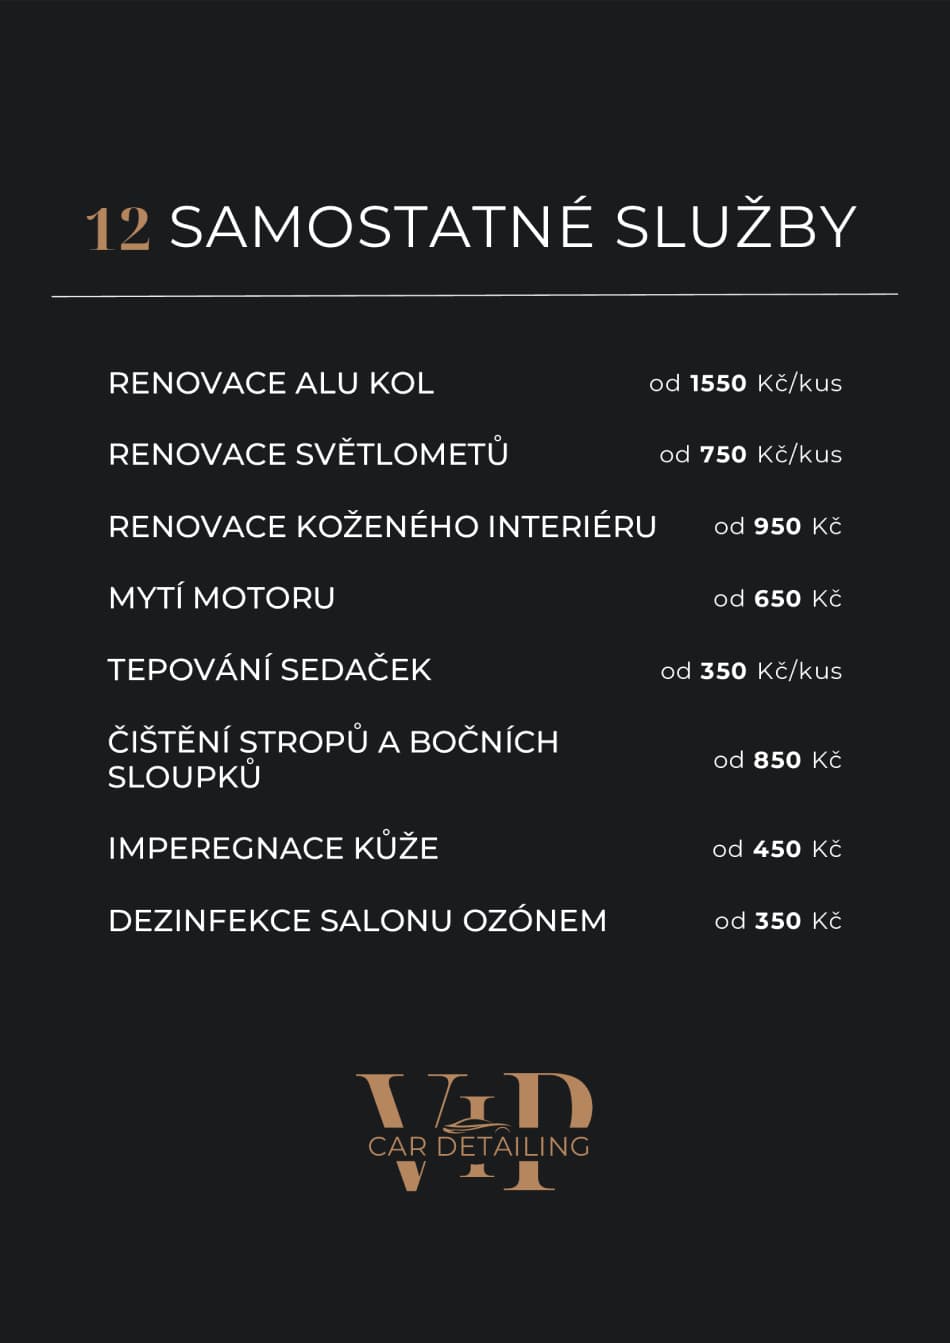 12 SAMOSTATNÉ SLUŽBY
RENOVACE ALU KOL od 1550 Kč/kus
RENOVACE SVĚTLOMETŮ od 750 Kč/kus
RENOVACE KOŽENÉHO INTERIÉRU od 950 Kč
MYTÍ MOTORU od 650 Kč
TEPOVÁNÍ SEDAČEK od 350 Kč/kus
ČIŠTĚNÍ STROPŮ A BOČNÍCH
SLOUPKŮ od 850 Kč
IMPEREGNACE KŮŽE od 450 Kč
DEZINFEKCE SALONU OZÓNEM od 350 Kč
VIP
CAR DETAILING